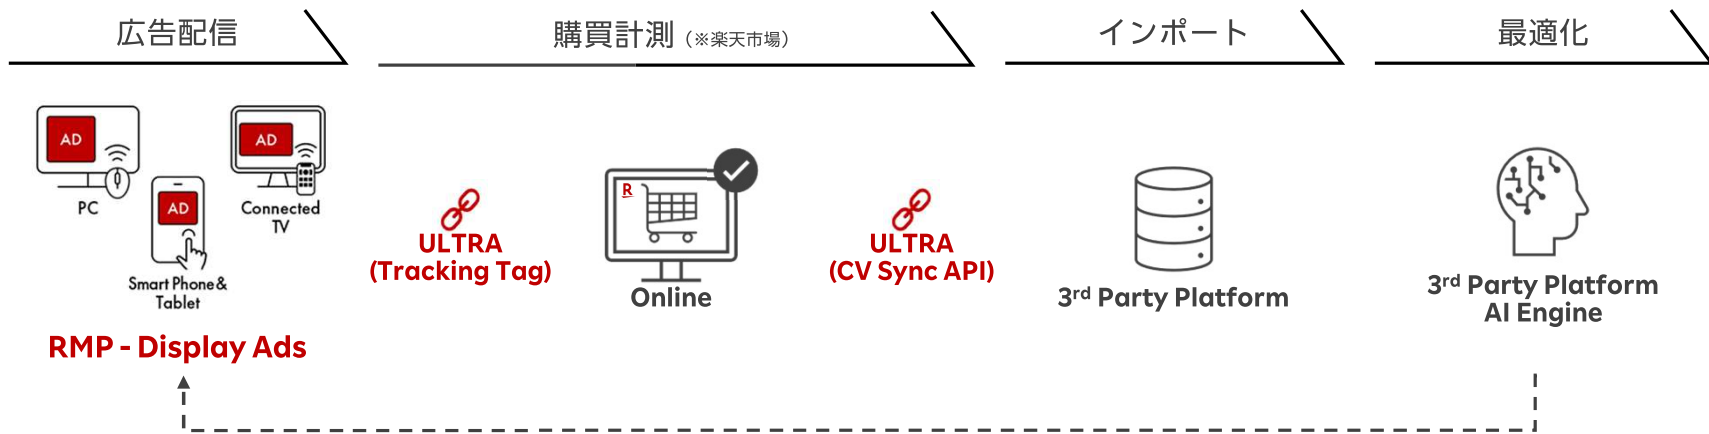 広告配信
購買計測（※楽天市場）
インポート
最適化
AD
AD
PC
AD
Connected
TV
Smart Phone &
Tablet
RMP - Display Ads
ULTRA
(Tracking Tag)
R
Online
ULTRA
(CV Sync API)
3rd Party Platform
3rd Party Platform
AI Engine